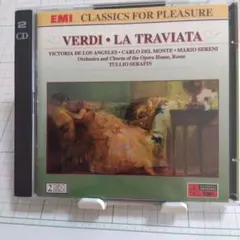 2
CD
EMI CLASSICS FOR PLEASURE
VERDI • LA TRAVIATA
VICTORIA DE LOS ANGELES • CARLO DEL MONTE • MARIO SERENI
Orchestra and Chorus of the Opera House, Rome
TULLIO SERAFIN
2